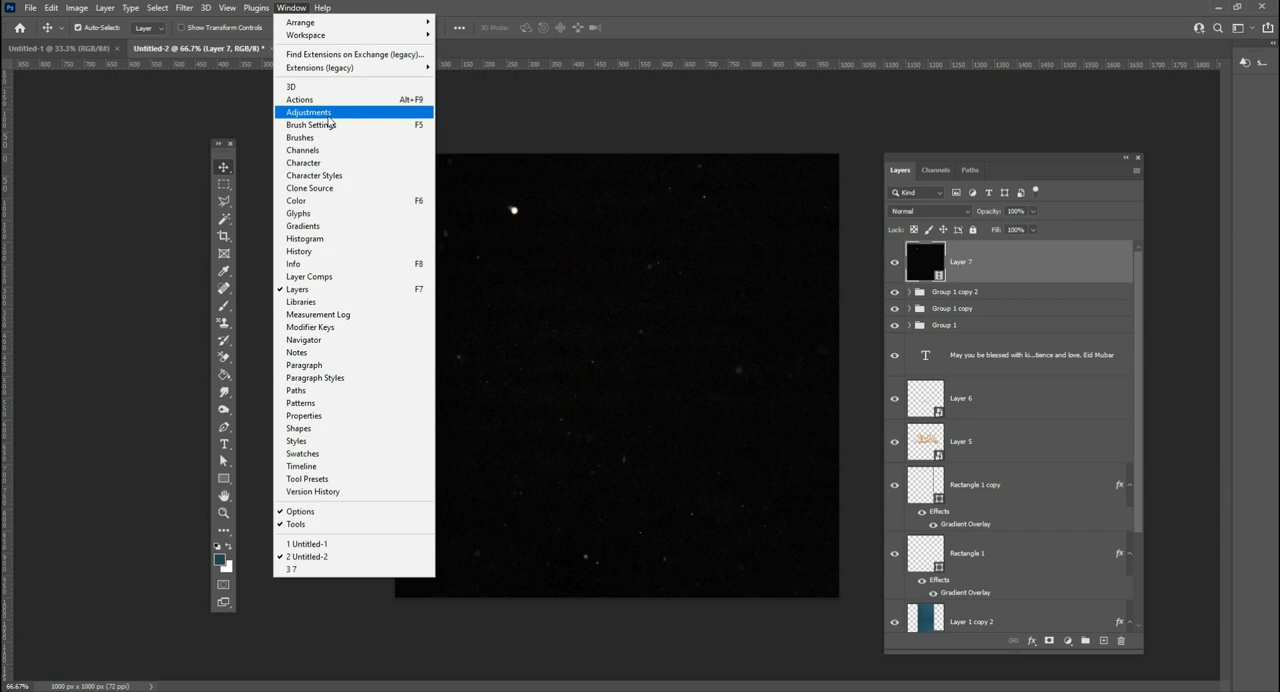 Ps File Edit Image Layer Type Select Filter 3D View Plugins Window Help
Auto-Select: Layer Show Transform Controls 3D Mode:
Untitled-1 @ 33.3% (RGB/8#) × Untitled-2 @ 66.7% (Layer 7, RGB/8) *
Arrange
Workspace
Find Extensions on Exchange (legacy)...
Extensions (legacy)
3D
Actions Alt+F9
Adjustments
Brush Settings F5
Brushes
Channels
Character
Character Styles
Clone Source
Color F6
Glyphs
Gradients
Histogram
History
Info F8
Layer Comps
Layers F7
Libraries
Measurement Log
Modifier Keys
Navigator
Notes
Paragraph
Paragraph Styles
Paths
Patterns
Properties
Shapes
Styles
Swatches
Timeline
Tool Presets
Version History
Options
Tools
1 Untitled-1
2 Untitled-2
3 7
S...
Layers Channels Paths
Kind
Normal Opacity: 100%
Lock: Fill: 100%
Layer 7
Group 1 copy 2
Group 1 copy
Group 1
May you be blessed with ki...tience and love. Eid Mubar
Layer 6
Layer 5
Rectangle 1 copy fx
Effects
Gradient Overlay
Rectangle 1 fx
Effects
Gradient Overlay
Layer 1 copy 2 fx
66.67% 1000 px x 1000 px (72 ppi)